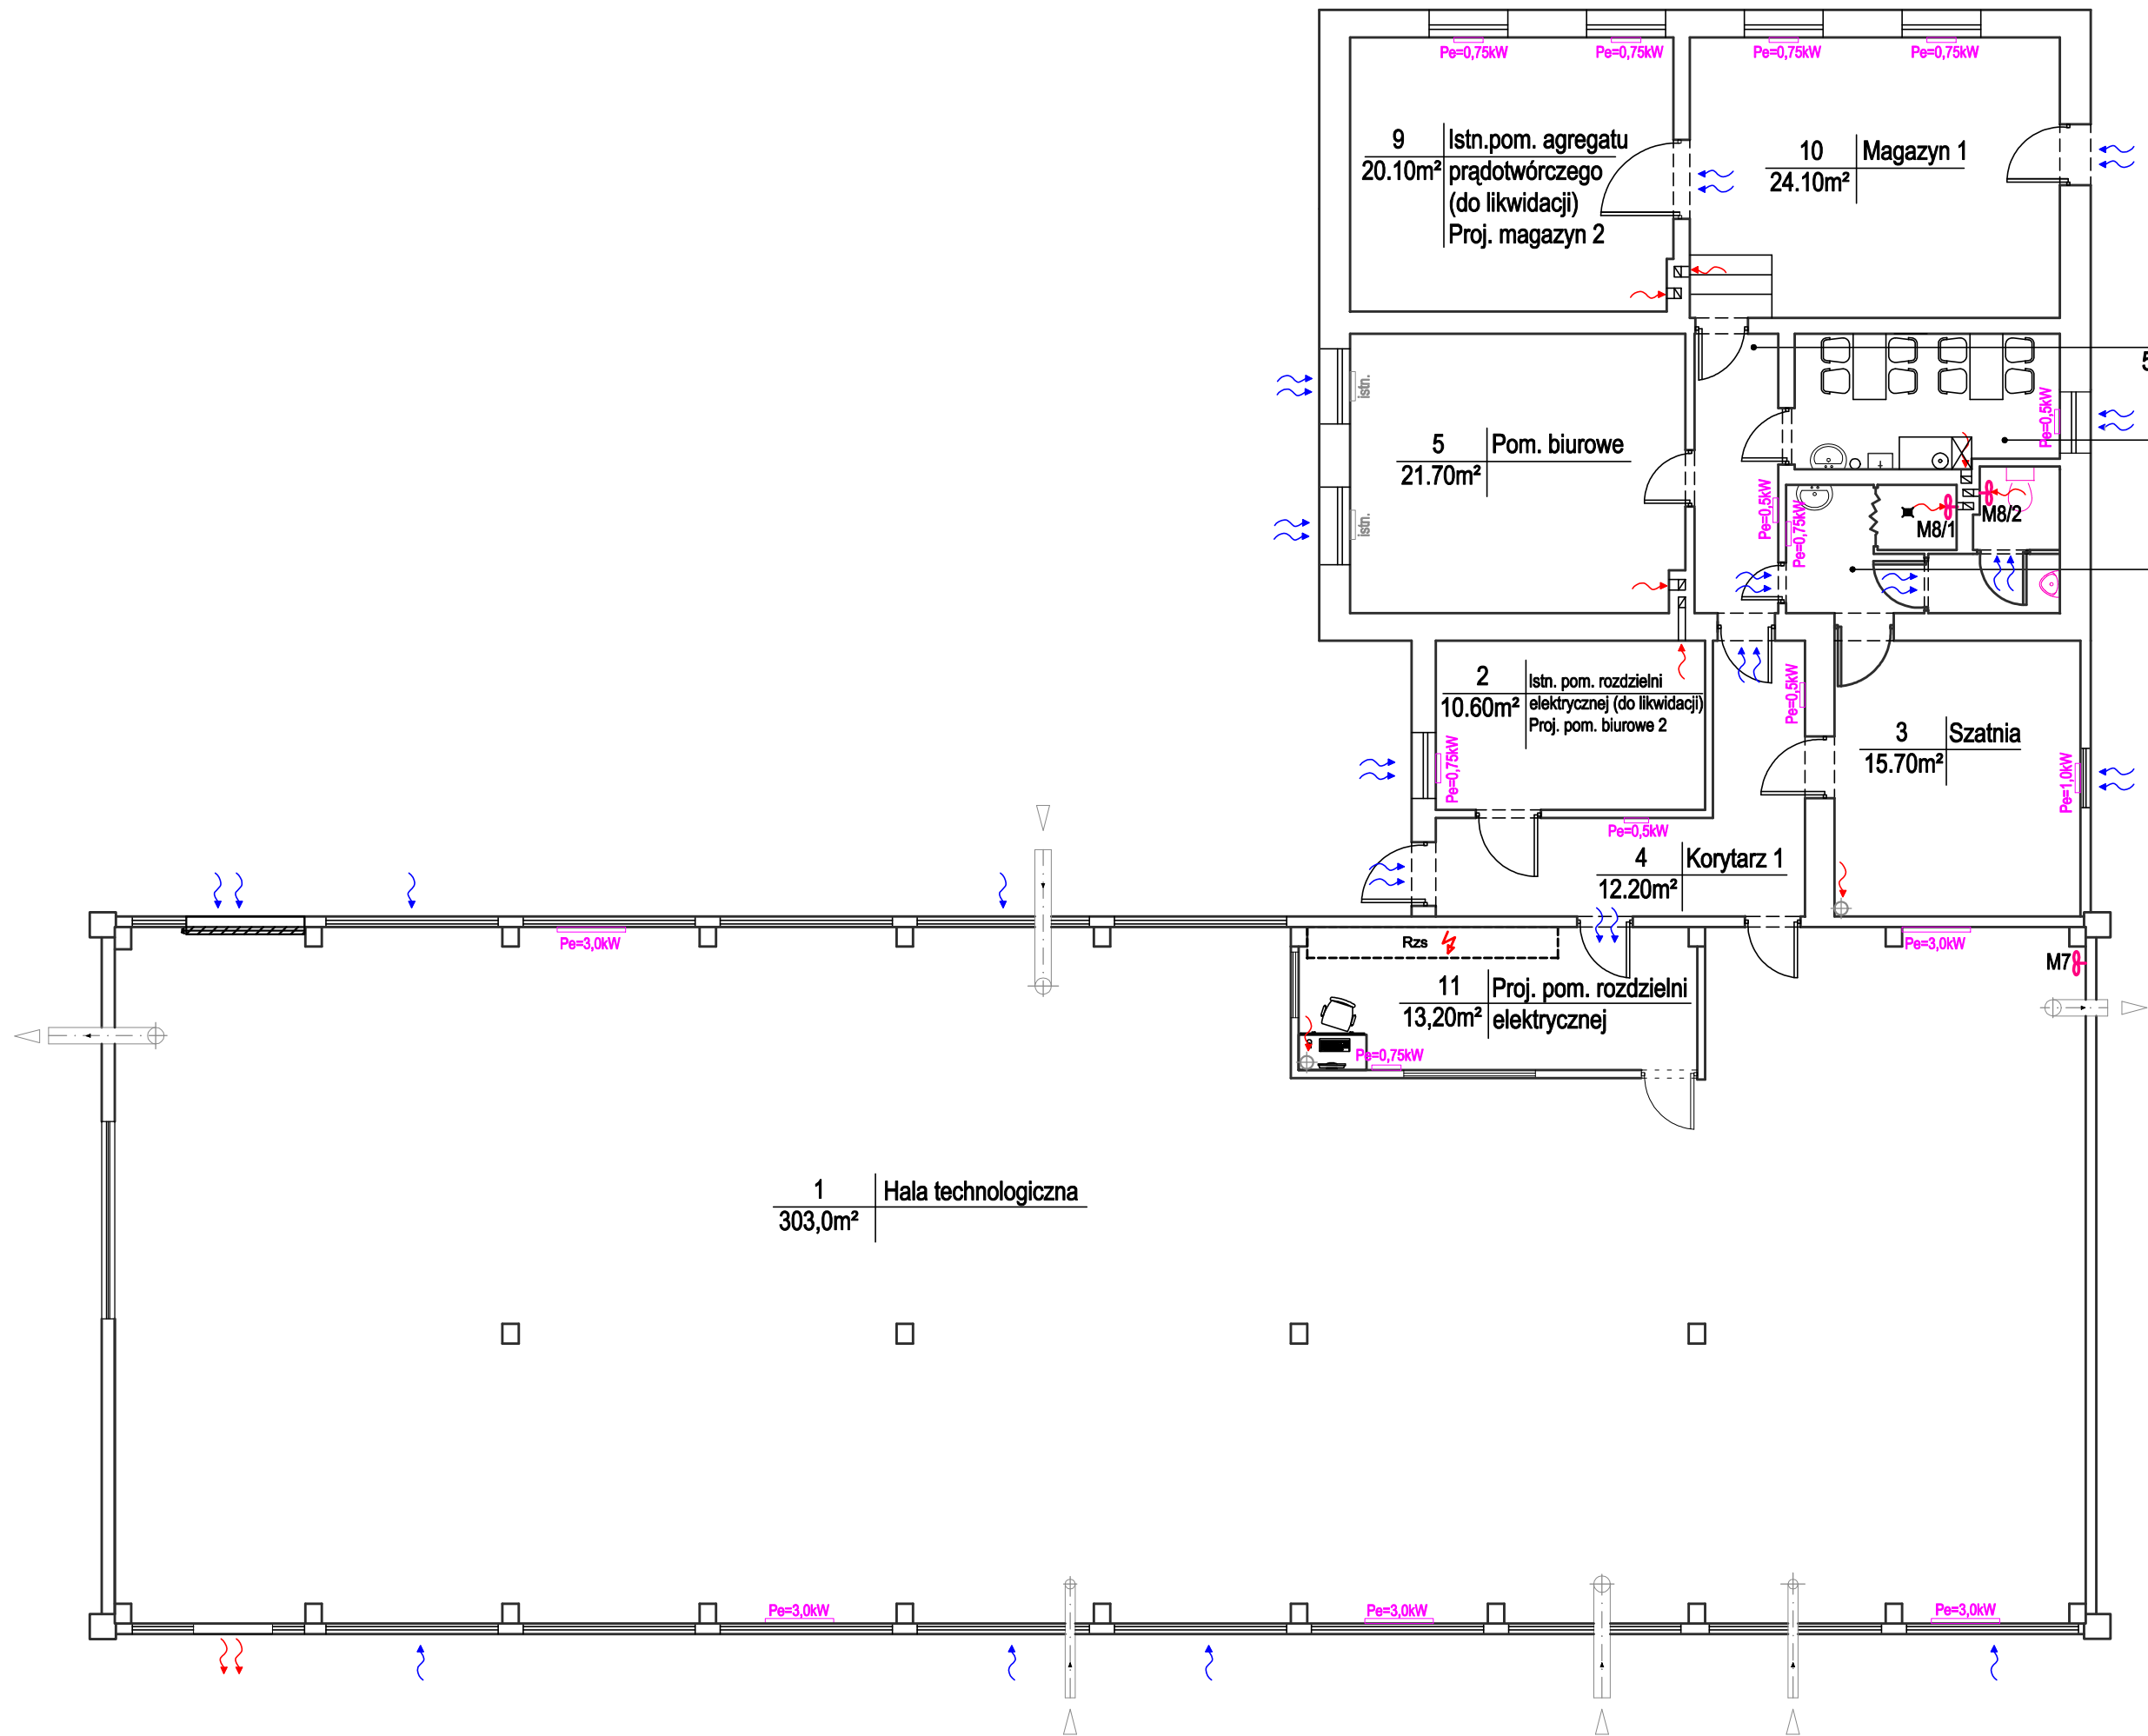 Pe=0,75kW
Pe=0,75kW
Pe=0,75kW
Pe=0,75kW
9
Istn.pom. agregatu
20.10m²
prądotwórczego
(do likwidacji)
Proj. magazyn 2
10
Magazyn 1
24.10m²
5
istn.
istn.
5
Pom. biurowe
21.70m²
Pe=0,5kW
Pe=0,5kW
Pe=0,75kW
M8/1
M8/2
2
Istn. pom. rozdzielni
10.60m²
elektrycznej (do likwidacji)
Proj. pom. biurowe 2
Pe=0,75kW
Pe=0,5kW
3
Szatnia
15.70m²
Pe=1,0kW
Pe=0,5kW
4
Korytarz 1
12.20m²
Pe=3,0kW
Rzs
Pe=3,0kW
M7
11
Proj. pom. rozdzielni
13,20m²
elektrycznej
Pe=0,75kW
1
Hala technologiczna
303,0m²
Pe=3,0kW
Pe=3,0kW
Pe=3,0kW